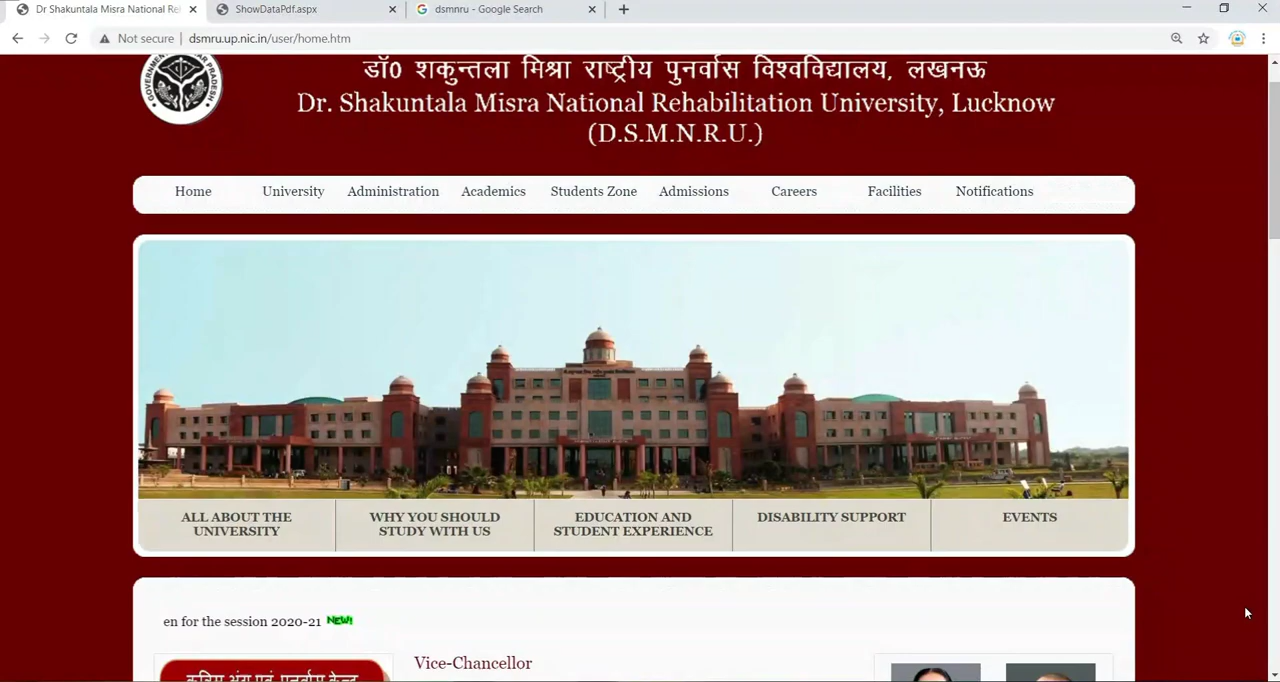 Dr Shakuntala Misra National Rel
ShowDataPdf.aspx
dsmnru - Google Search
Not secure
dsmru.up.nic.in/user/home.htm
डॉ0 शकुन्तला मिश्रा राष्ट्रीय पुनर्वास विश्वविद्यालय, लखनऊ
Dr. Shakuntala Misra National Rehabilitation University, Lucknow
(D.S.M.N.R.U.)
Home University Administration Academics Students Zone Admissions Careers Facilities Notifications
ALL ABOUT THE
UNIVERSITY
WHY YOU SHOULD
STUDY WITH US
EDUCATION AND
STUDENT EXPERIENCE
DISABILITY SUPPORT
EVENTS
en for the session 2020-21 NEW!
Vice-Chancellor
कृत्रिम अंग एवं पुनर्वास केन्द्र